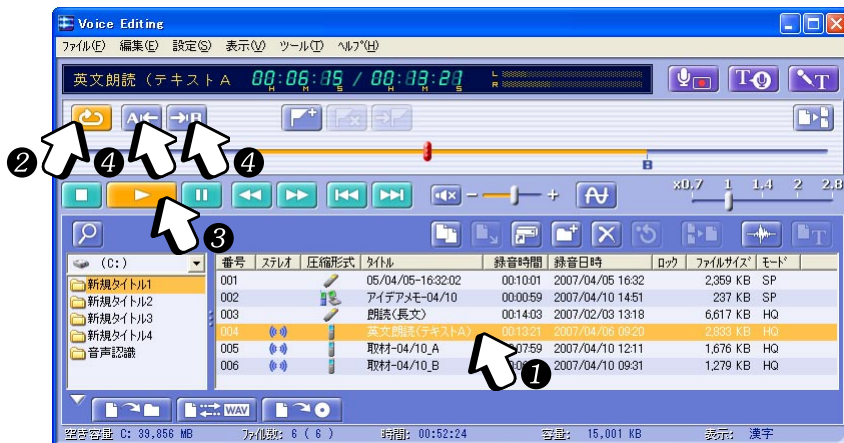 Voice Editing
ファイル(F) 編集(E) 設定(S) 表示(V) ツール(T) ヘルプ(H)
英文朗読 (テキストA 00:06:15 / 00:13:21 L R
H M S H M S
T T
A B
❷ ❹ ❹
B
x0.7 1 1.4 2 2.8
− +
❸
T
(C:) 番号 ステレオ 圧縮形式 タイトル 録音時間 録音日時 ロック ファイルサイズ モード
新規タイトル1 001 05/04/05-16:32:02 00:10:01 2007/04/05 16:32 2,359 KB SP
新規タイトル2 002 アイデアメモ-04/10 00:00:59 2007/04/10 14:51 237 KB SP
新規タイトル3 003 朗読(長文) 00:14:03 2007/02/03 13:18 6,617 KB HQ
新規タイトル4 004 英文朗読(テキストA) 00:13:21 2007/04/06 09:20 2,833 KB HQ
音声認識 005 取材-04/10_A 07:59 2007/04/10 12:11 1,676 KB HQ
006 取材-04/10_B 2007/04/10 09:31 1,279 KB HQ
❶
WAV
空き容量 C: 39,856 MB ファイル数: 6 ( 6 ) 時間: 00:52:24 容量: 15,001 KB 表示: 漢字